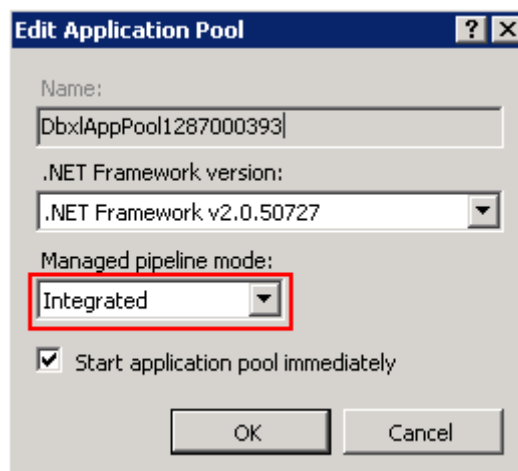 Edit Application Pool
Name:
DbxlAppPool1287000393
.NET Framework version:
.NET Framework v2.0.50727
Managed pipeline mode:
Integrated
Start application pool immediately
OK Cancel